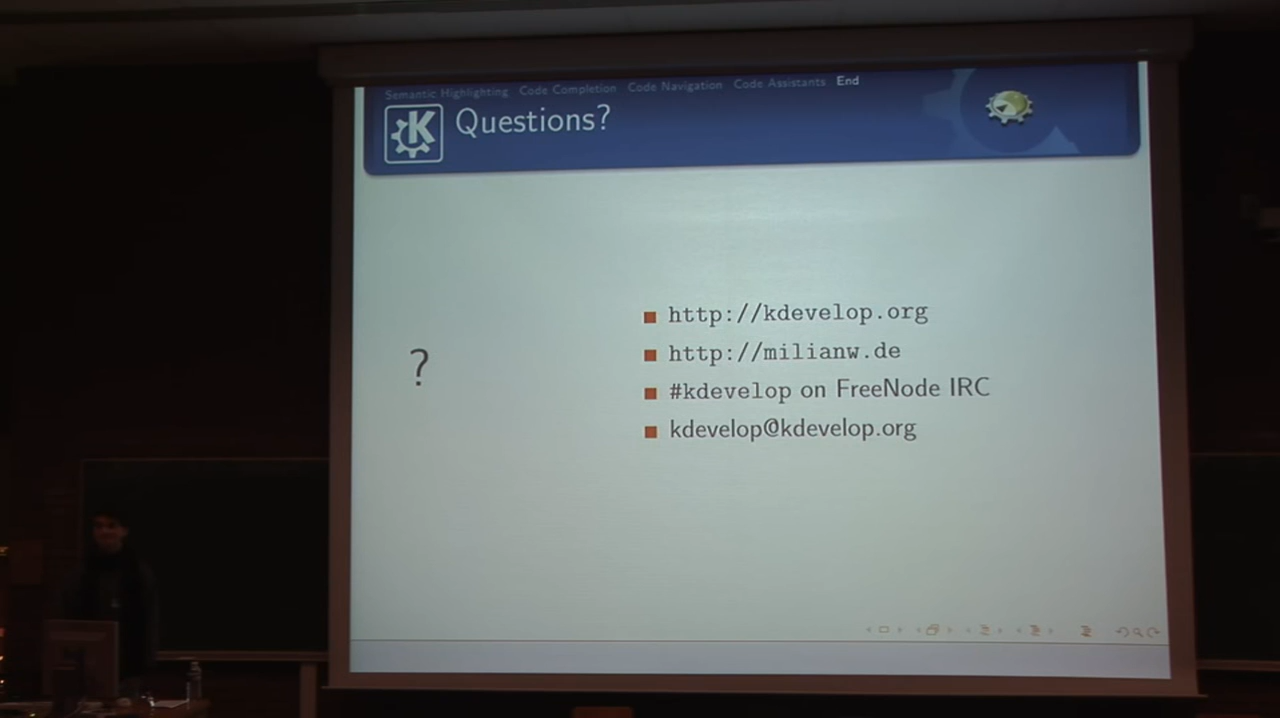 Semantic Highlighting Code Completion Code Navigation Code Assistants End
K
Questions?
?
http://kdevelop.org
http://milianw.de
#kdevelop on FreeNode IRC
kdevelop@kdevelop.org